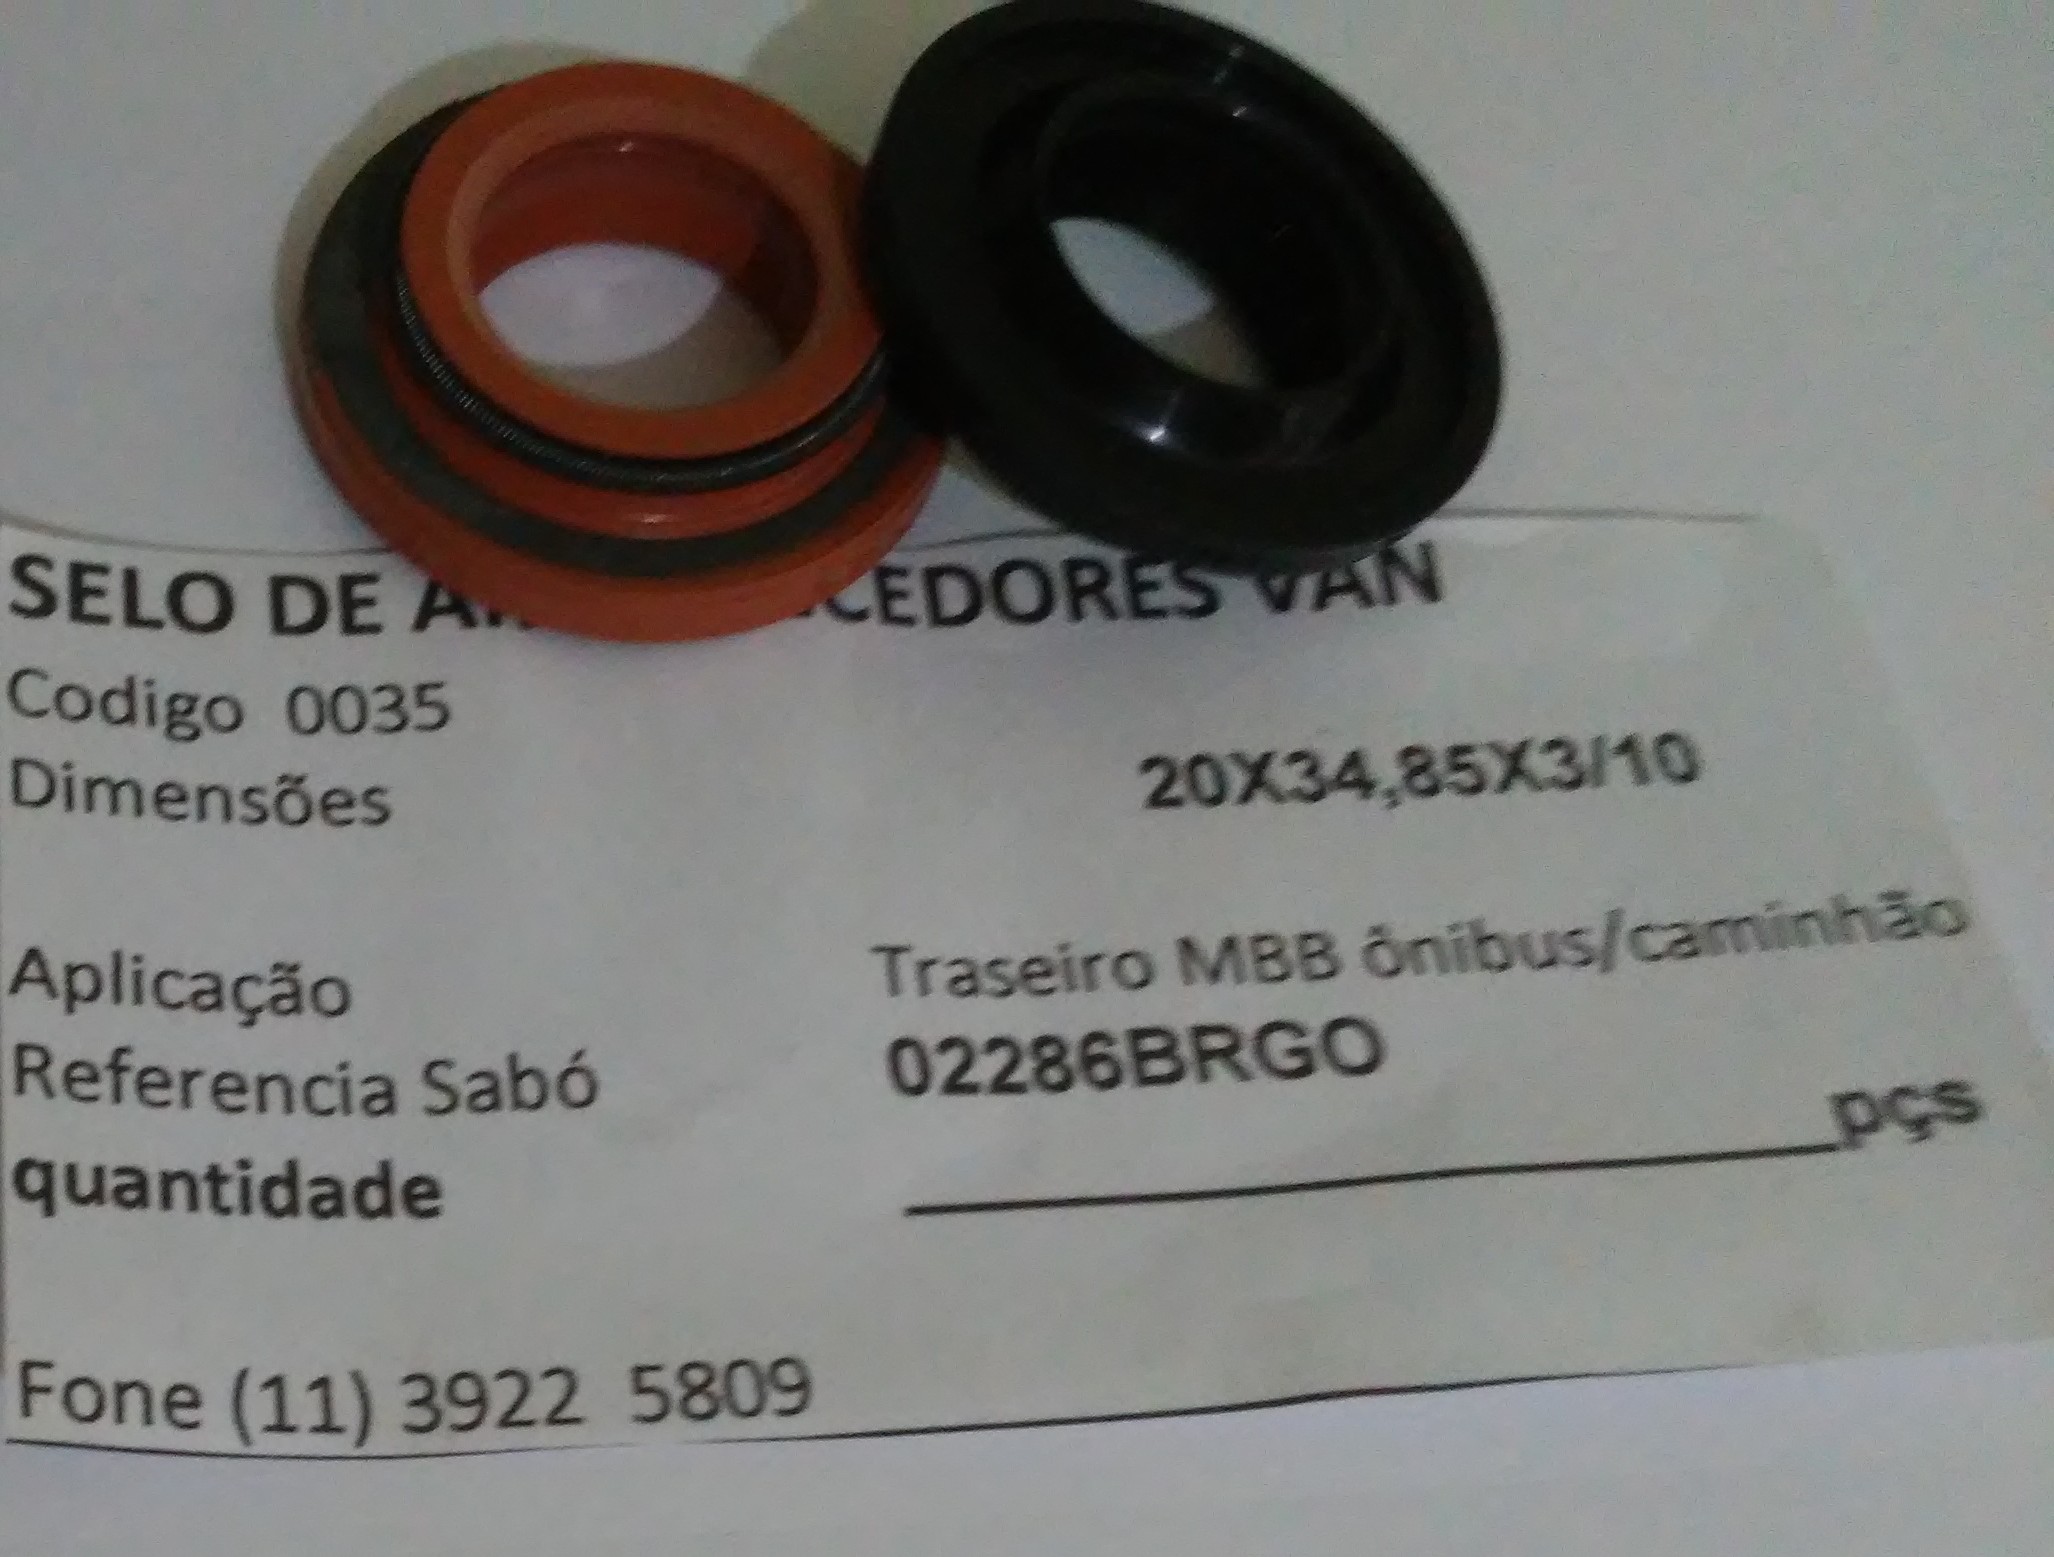 SELO DE CEDORES VAN
Codigo 0035
Dimensões 20X34,85X3/10
Aplicação Traseiro MBB ônibus/caminhão
Referencia Sabó 02286BRGO
quantidade ____________________pçs
Fone (11) 3922 5809